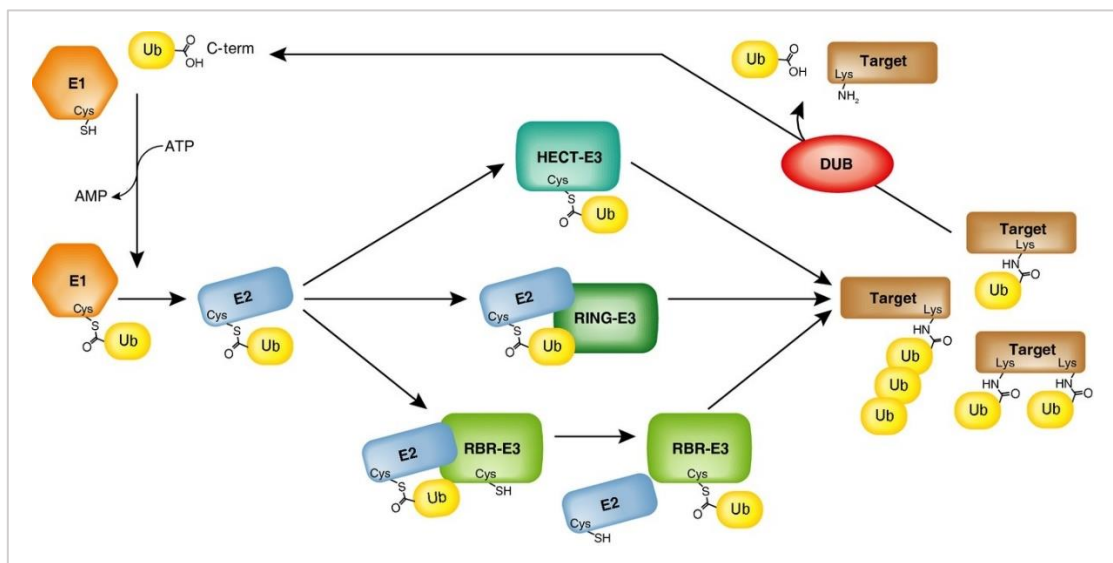 Ub
O
OH
C-term
E1
Cys
SH
ATP
AMP
E1
Cys
S
O
Ub
E2
Cys
S
O
Ub
HECT-E3
Cys
S
O
Ub
E2
Cys
S
O
Ub
RING-E3
E2
Cys
S
O
Ub
RBR-E3
Cys
SH
E2
Cys
SH
RBR-E3
Cys
S
O
Ub
Ub
O
OH
Target
Lys
NH2
DUB
Target
Lys
HN
O
Ub
Target
Lys
HN
O
Ub
Ub
Ub
Target
Lys
Lys
HN
O
Ub
HN
O
Ub